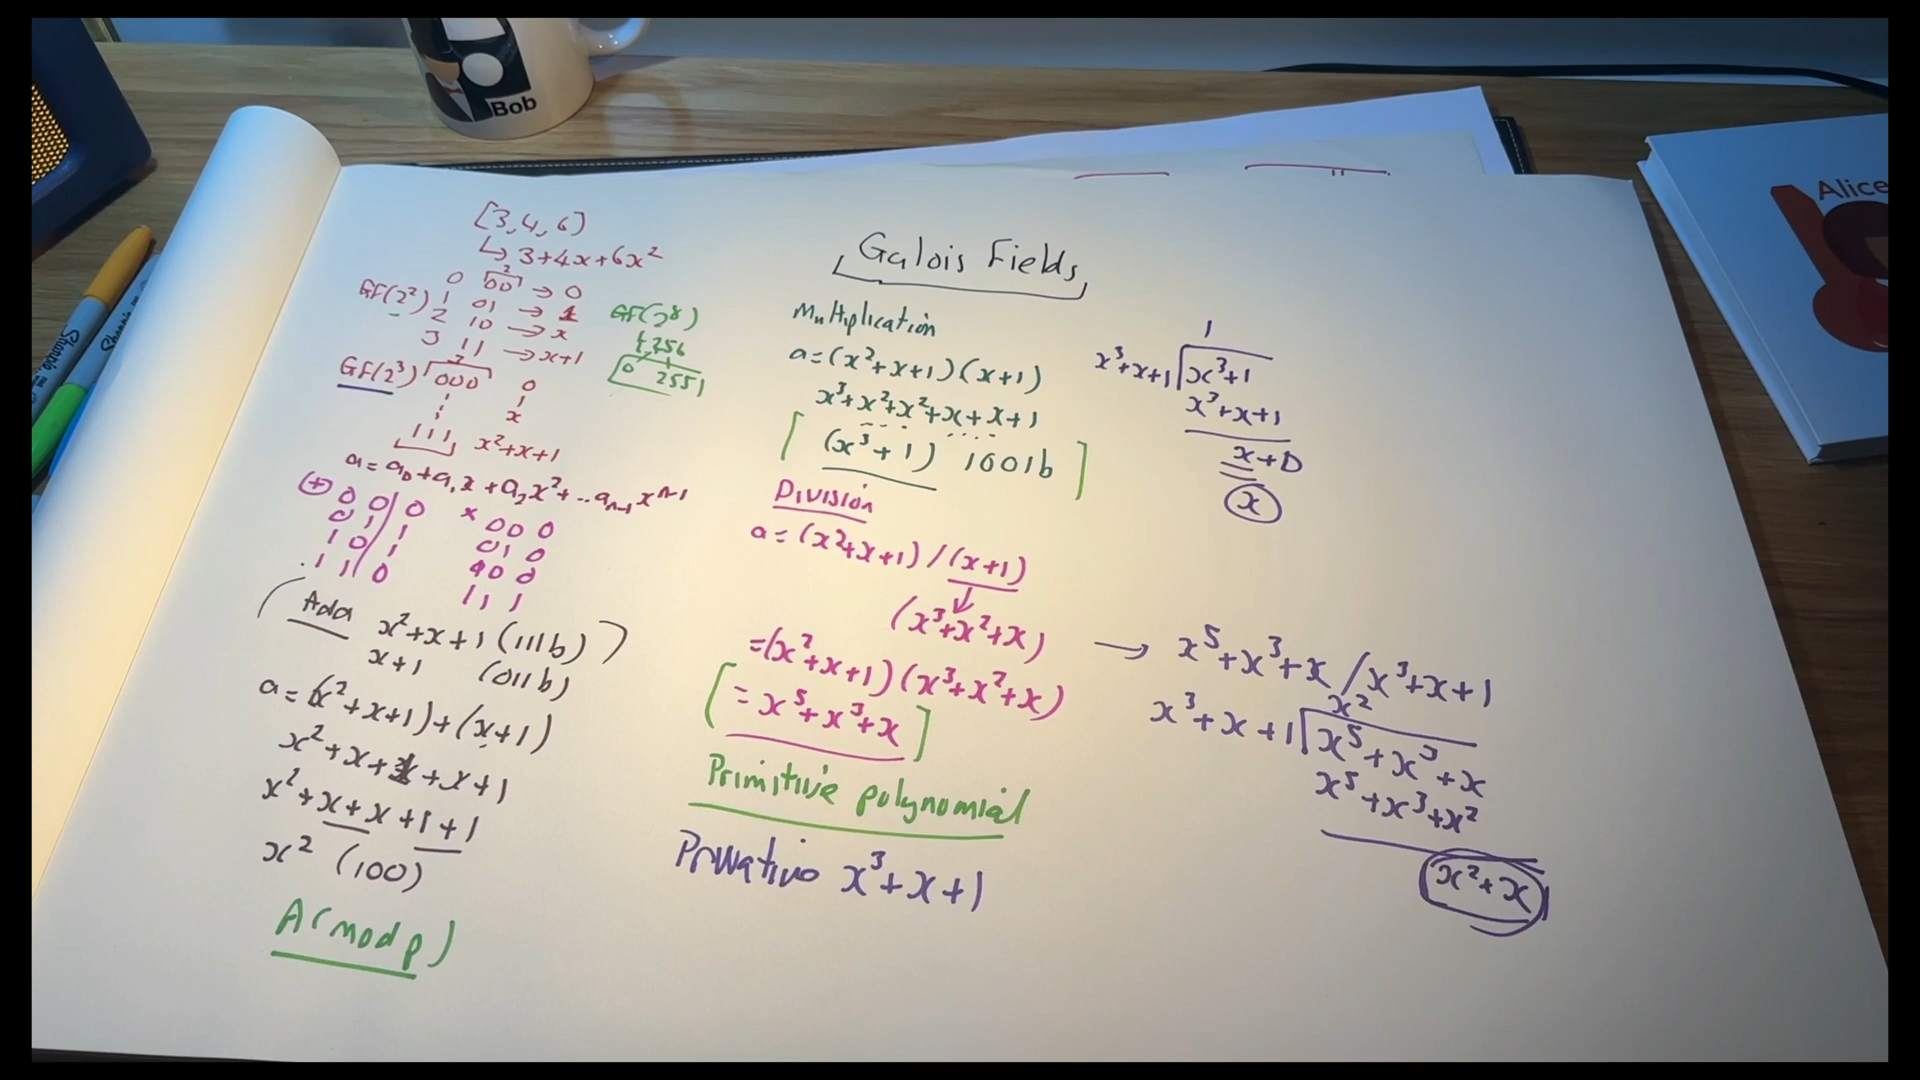 Bob
Alice
Sharpie
[3,4,6]
↳ 3+4x+6x²
GF(2²)
0 00 → 0
1 01 → 1
2 10 → x
3 11 → x+1
2
GF(2⁸)
256
0 255
GF(2³)
000 0
1
x
111 x²+x+1
a=a₀+a₁x+a₂x²+..aₙ₋₁xⁿ⁻¹
(+) 0 0 0
0 1 1
1 0 1
1 1 0
x 0 0 0
0 1 0
1 0 0
1 1 1
Add x²+x+1 (111b)
x+1 (011b)
a=(x²+x+1)+(x+1)
x²+x+1+x+1
x²+x+x+1+1
x² (100)
A(mod p)
Galois Fields
Multiplication
a=(x²+x+1)(x+1)
x³+x²+x²+x+x+1
[(x³+1) 1001b]
Division
a=(x²+x+1)/(x+1)
↓
(x³+x²+x)
=(x²+x+1)(x³+x²+x)
[=x⁵+x³+x]
Primitive polynomial
x³+x+1
1
x³+x+1 x³+1
x³+x+1
x+0
x
→ x⁵+x³+x/x³+x+1
x²
x³+x+1 x⁵+x³+x
x⁵+x³+x²
x²+x